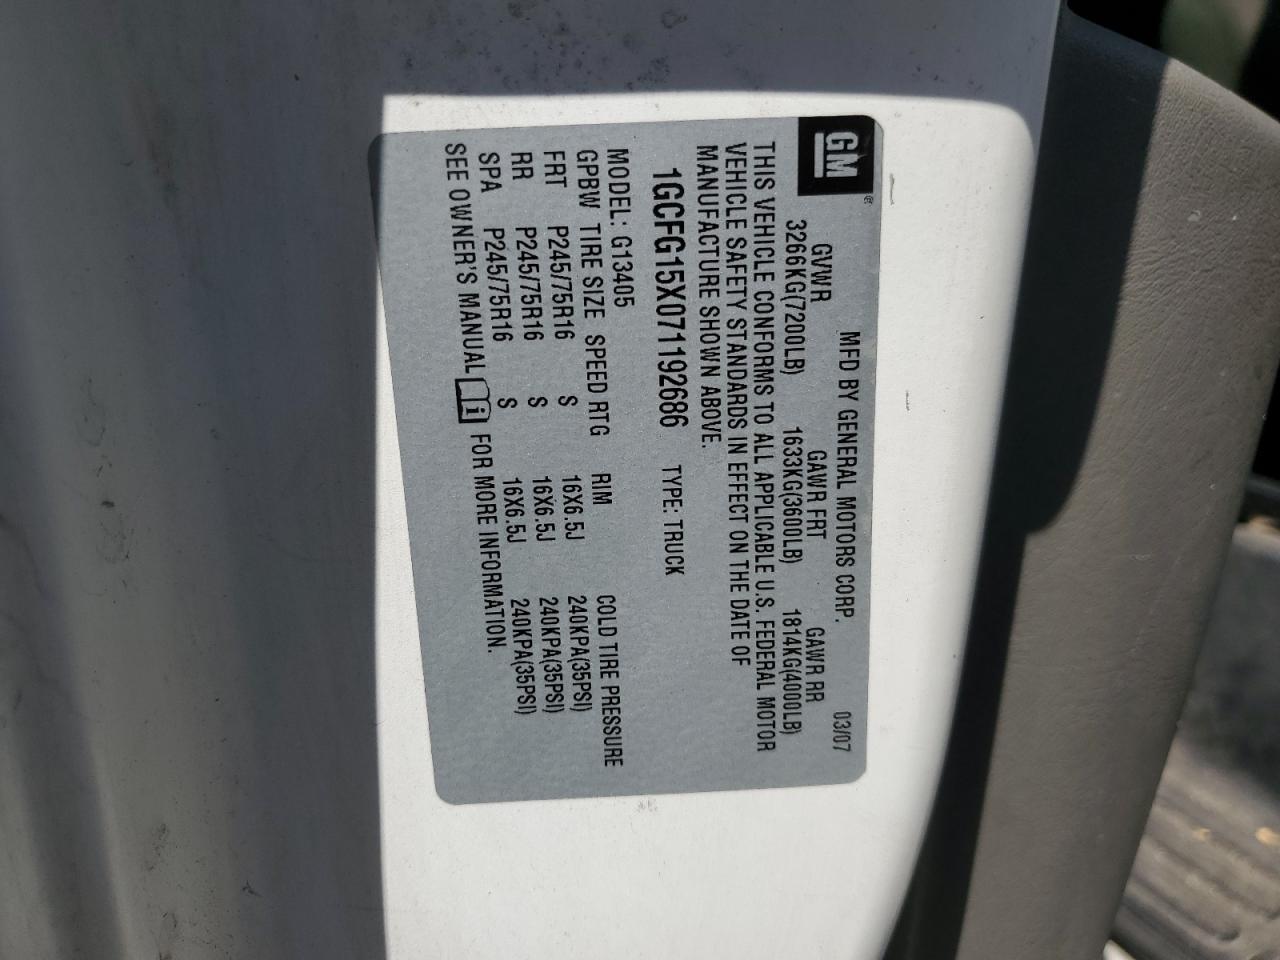 GM® MFD BY GENERAL MOTORS CORP. 03/07
GVWR GAWR FRT GAWR RR
3266KG(7200LB) 1633KG(3600LB) 1814KG(4000LB)
THIS VEHICLE CONFORMS TO ALL APPLICABLE U.S. FEDERAL MOTOR
VEHICLE SAFETY STANDARDS IN EFFECT ON THE DATE OF
MANUFACTURE SHOWN ABOVE.
1GCFG15X071192686 TYPE: TRUCK
MODEL: G13405
GPBW TIRE SIZE SPEED RTG RIM COLD TIRE PRESSURE
FRT P245/75R16 S 16X6.5J 240KPA(35PSI)
RR P245/75R16 S 16X6.5J 240KPA(35PSI)
SPA P245/75R16 S 16X6.5J 240KPA(35PSI)
SEE OWNER'S MANUAL i FOR MORE INFORMATION.